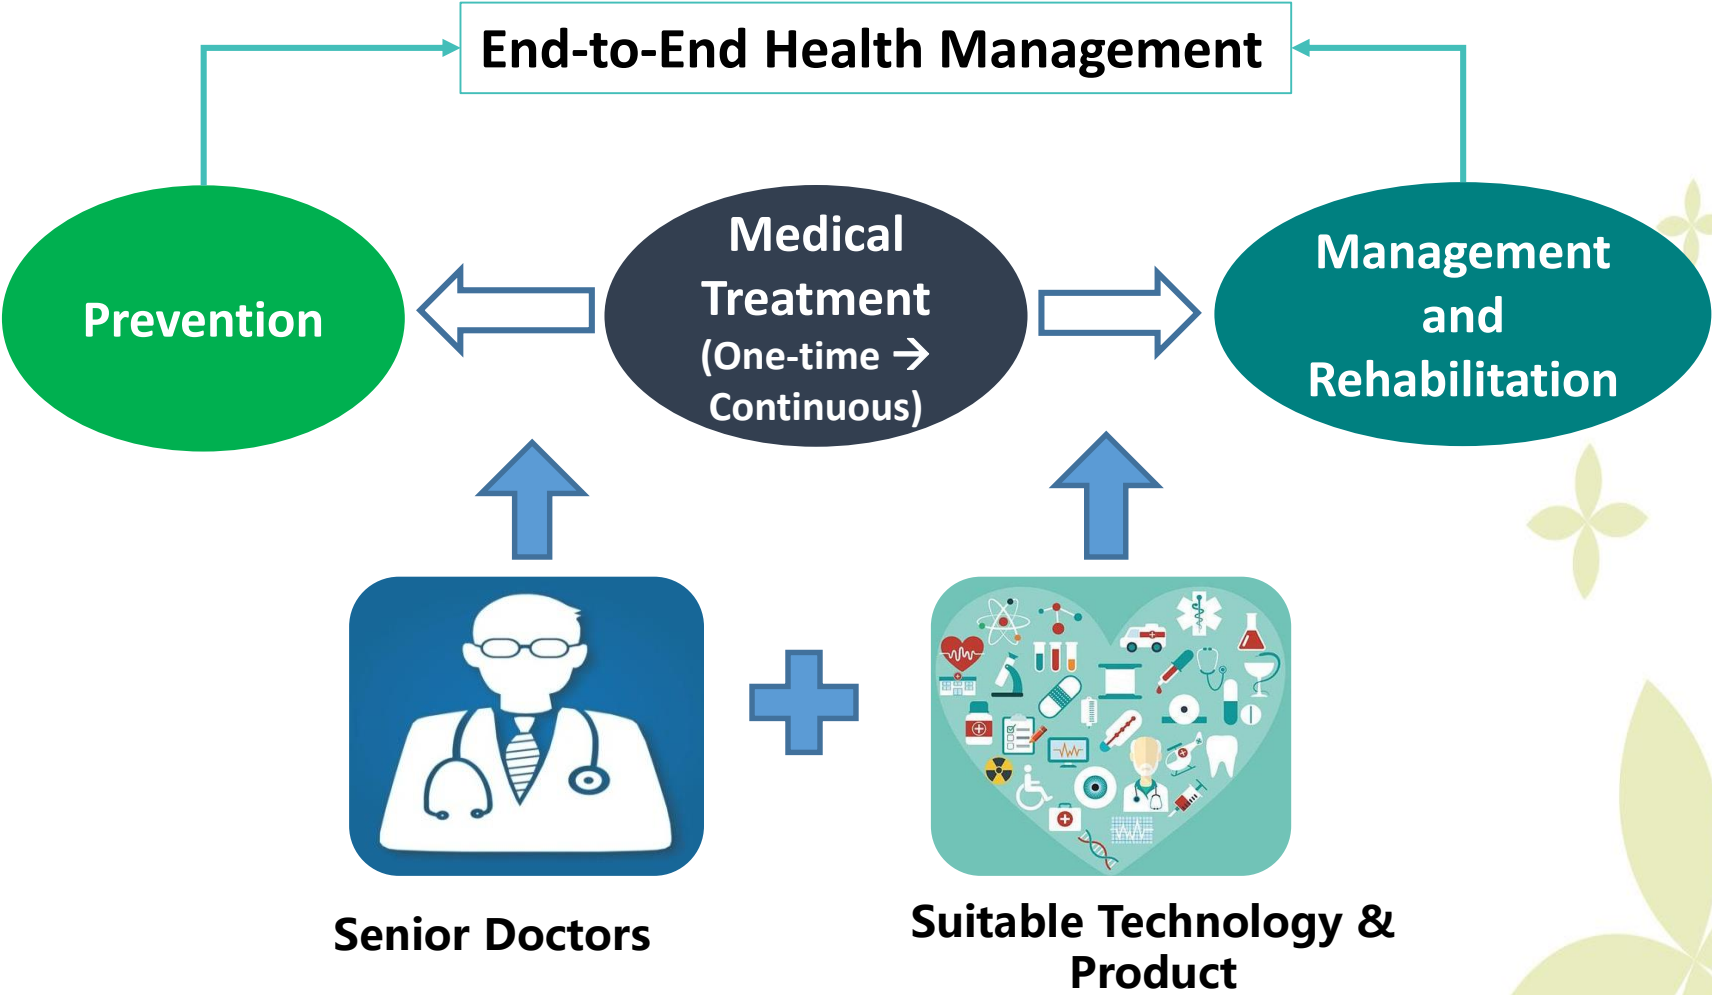 End-to-End Health Management
Prevention
Medical
Treatment
(One-time →
Continuous)
Management
and
Rehabilitation
Senior Doctors
Suitable Technology &
Product